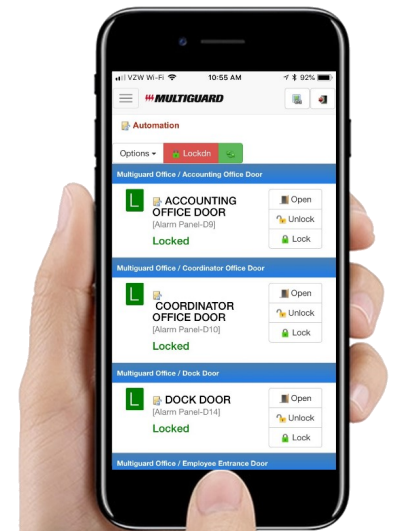 VZW Wi-Fi 10:55 AM 92%
MULTIGUARD
Automation
Options Lockdn
Multiguard Office / Accounting Office Door
L ACCOUNTING Open
OFFICE DOOR Unlock
[Alarm Panel-D9]
Locked Lock
Multiguard Office / Coordinator Office Door
L Open
COORDINATOR
OFFICE DOOR Unlock
[Alarm Panel-D10]
Locked Lock
Multiguard Office / Dock Door
L DOCK DOOR Open
[Alarm Panel-D14] Unlock
Locked Lock
Multiguard Office / Employee Entrance Door